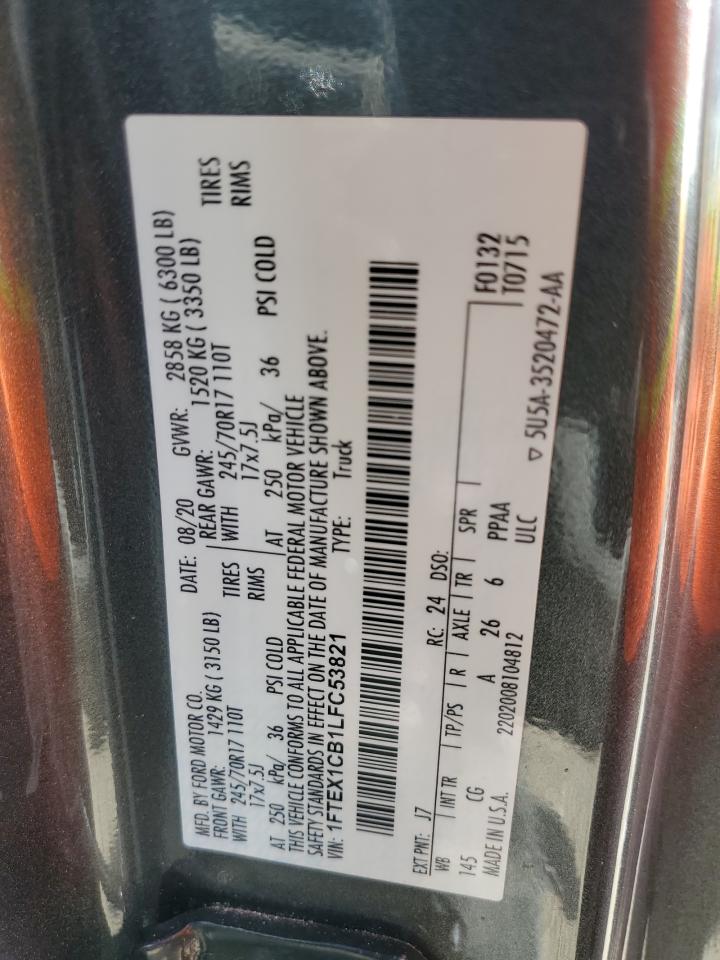 MFD. BY FORD MOTOR CO.
DATE: 08/20 GVWR: 2858 KG ( 6300 LB)
FRONT GAWR: 1429 KG ( 3150 LB) REAR GAWR: 1520 KG ( 3350 LB)
WITH 245/70R17 110T TIRES WITH 245/70R17 110T TIRES
17x7.5J RIMS 17x7.5J RIMS
AT 250 kPa/ 36 PSI COLD AT 250 kPa/ 36 PSI COLD
THIS VEHICLE CONFORMS TO ALL APPLICABLE FEDERAL MOTOR VEHICLE
SAFETY STANDARDS IN EFFECT ON THE DATE OF MANUFACTURE SHOWN ABOVE.
VIN: 1FTEX1CB1LFC53821 TYPE: Truck
EXT PNT: J7 RC: 24 DSO: F0132
WB INT TR TP/PS R AXLE TR SPR T0715
145 CG A 26 6 PPAA
MADE IN U.S.A. 2202008104812 ULC ▽ 5U5A-3520472-AA